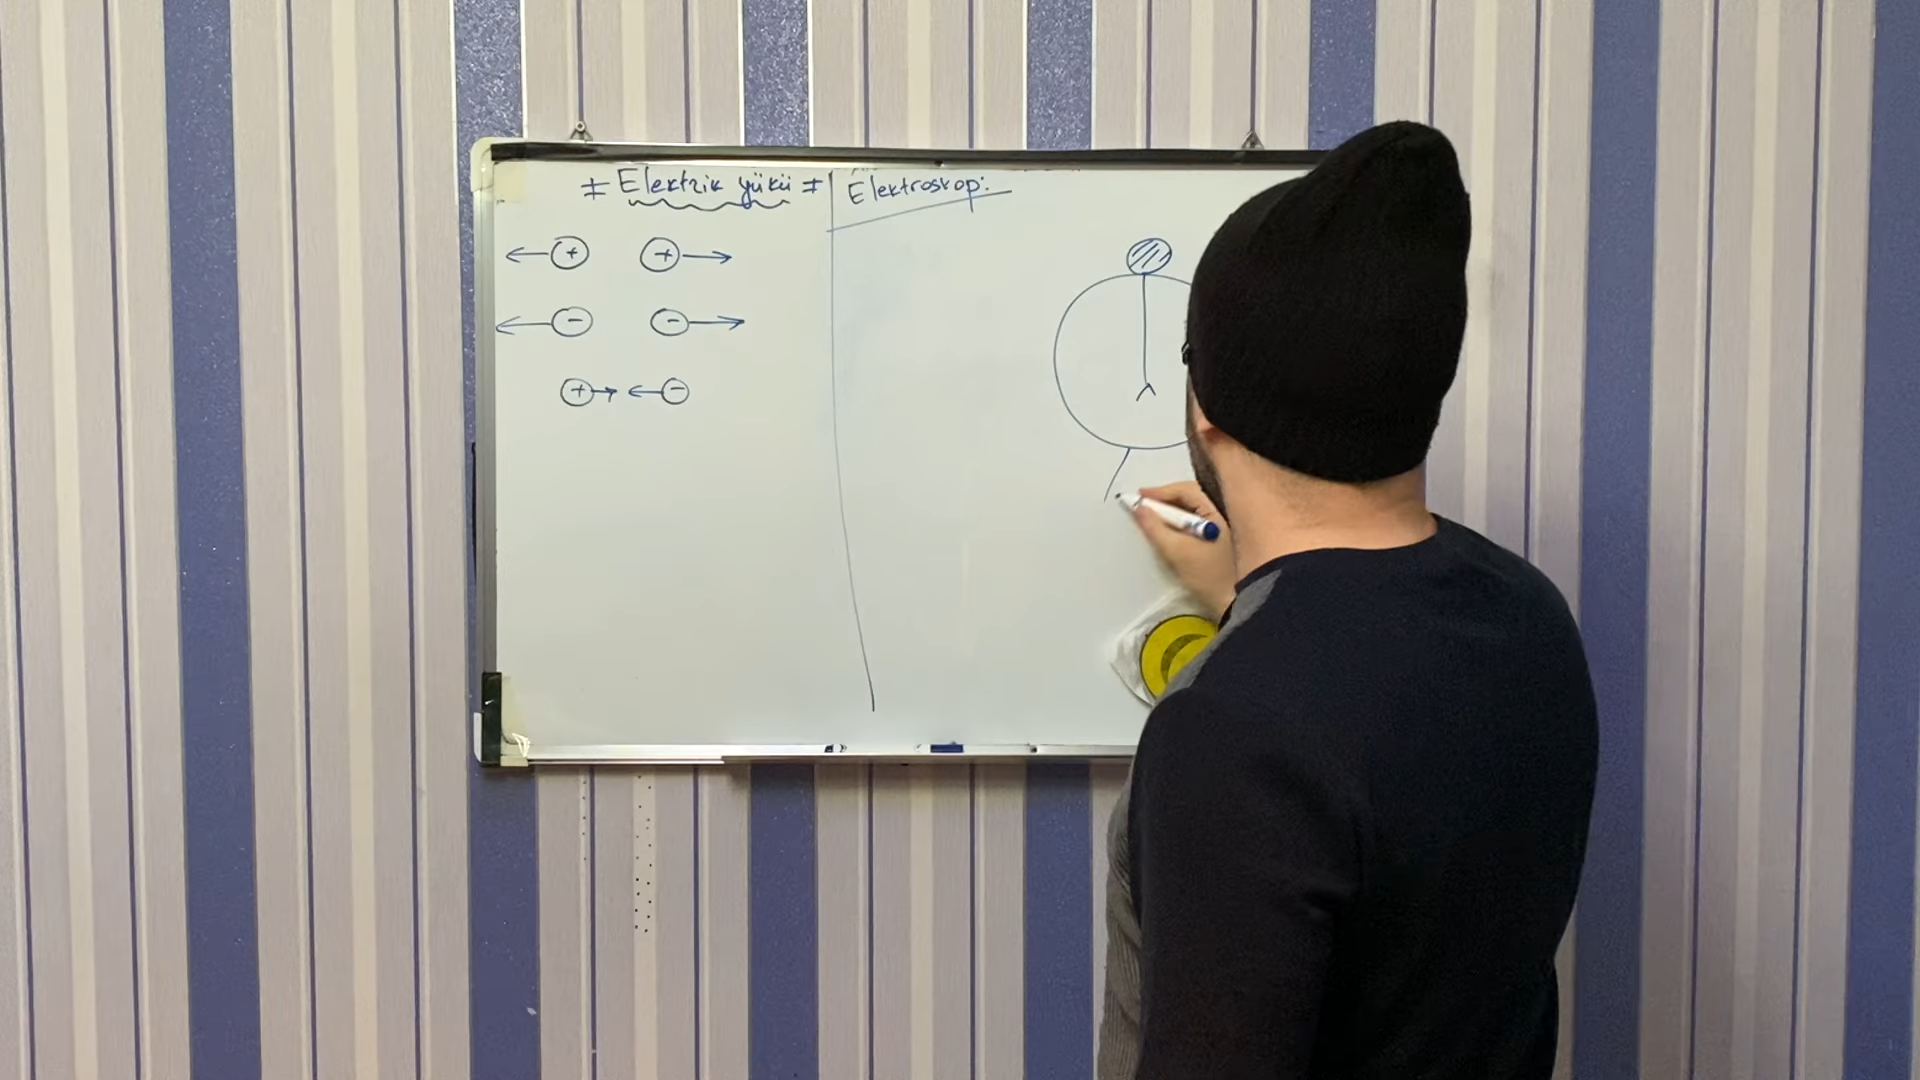 ≠ Elektrik yükü ≠
Elektroskop:
+ +
- -
+ -